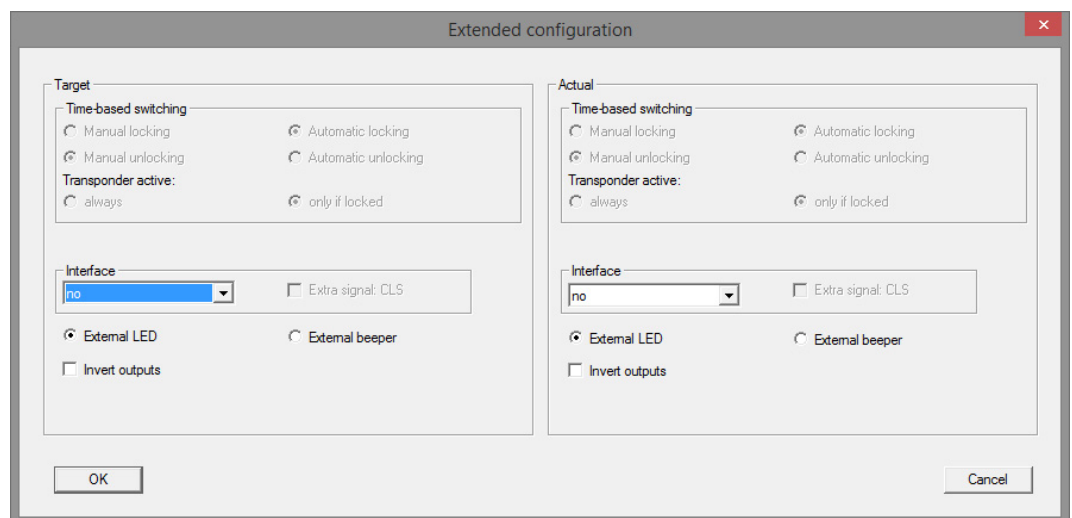 Extended configuration
Target
Time-based switching
Manual locking
Automatic locking
Manual unlocking
Automatic unlocking
Transponder active:
always
only if locked
Interface
no
Extra signal: CLS
External LED
External beeper
Invert outputs
Actual
Time-based switching
Manual locking
Automatic locking
Manual unlocking
Automatic unlocking
Transponder active:
always
only if locked
Interface
no
Extra signal: CLS
External LED
External beeper
Invert outputs
OK
Cancel